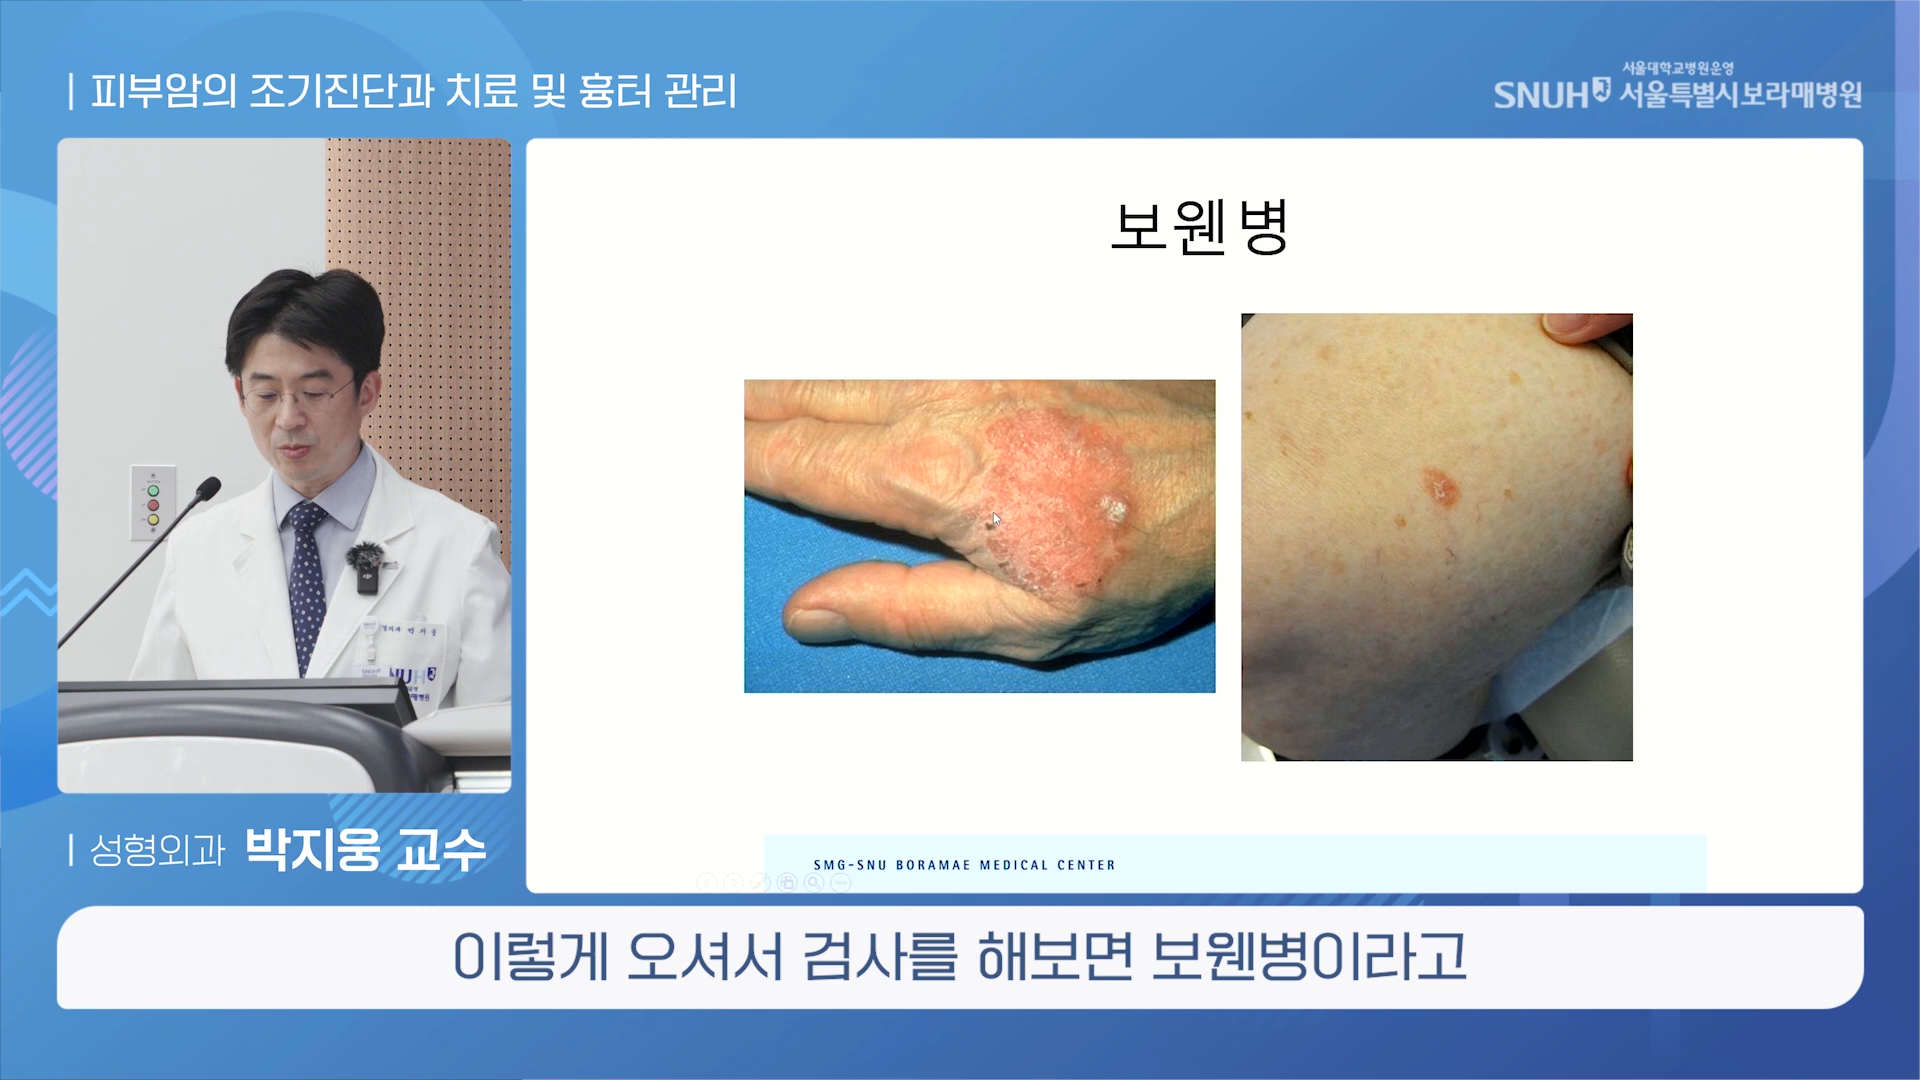 피부암의 조기진단과 치료 및 흉터 관리
서울대학교병원운영
SNUH 서울특별시보라매병원
보웬병
성형외과 박지웅 교수
SMG-SNU BORAMAE MEDICAL CENTER
이렇게 오셔서 검사를 해보면 보웬병이라고